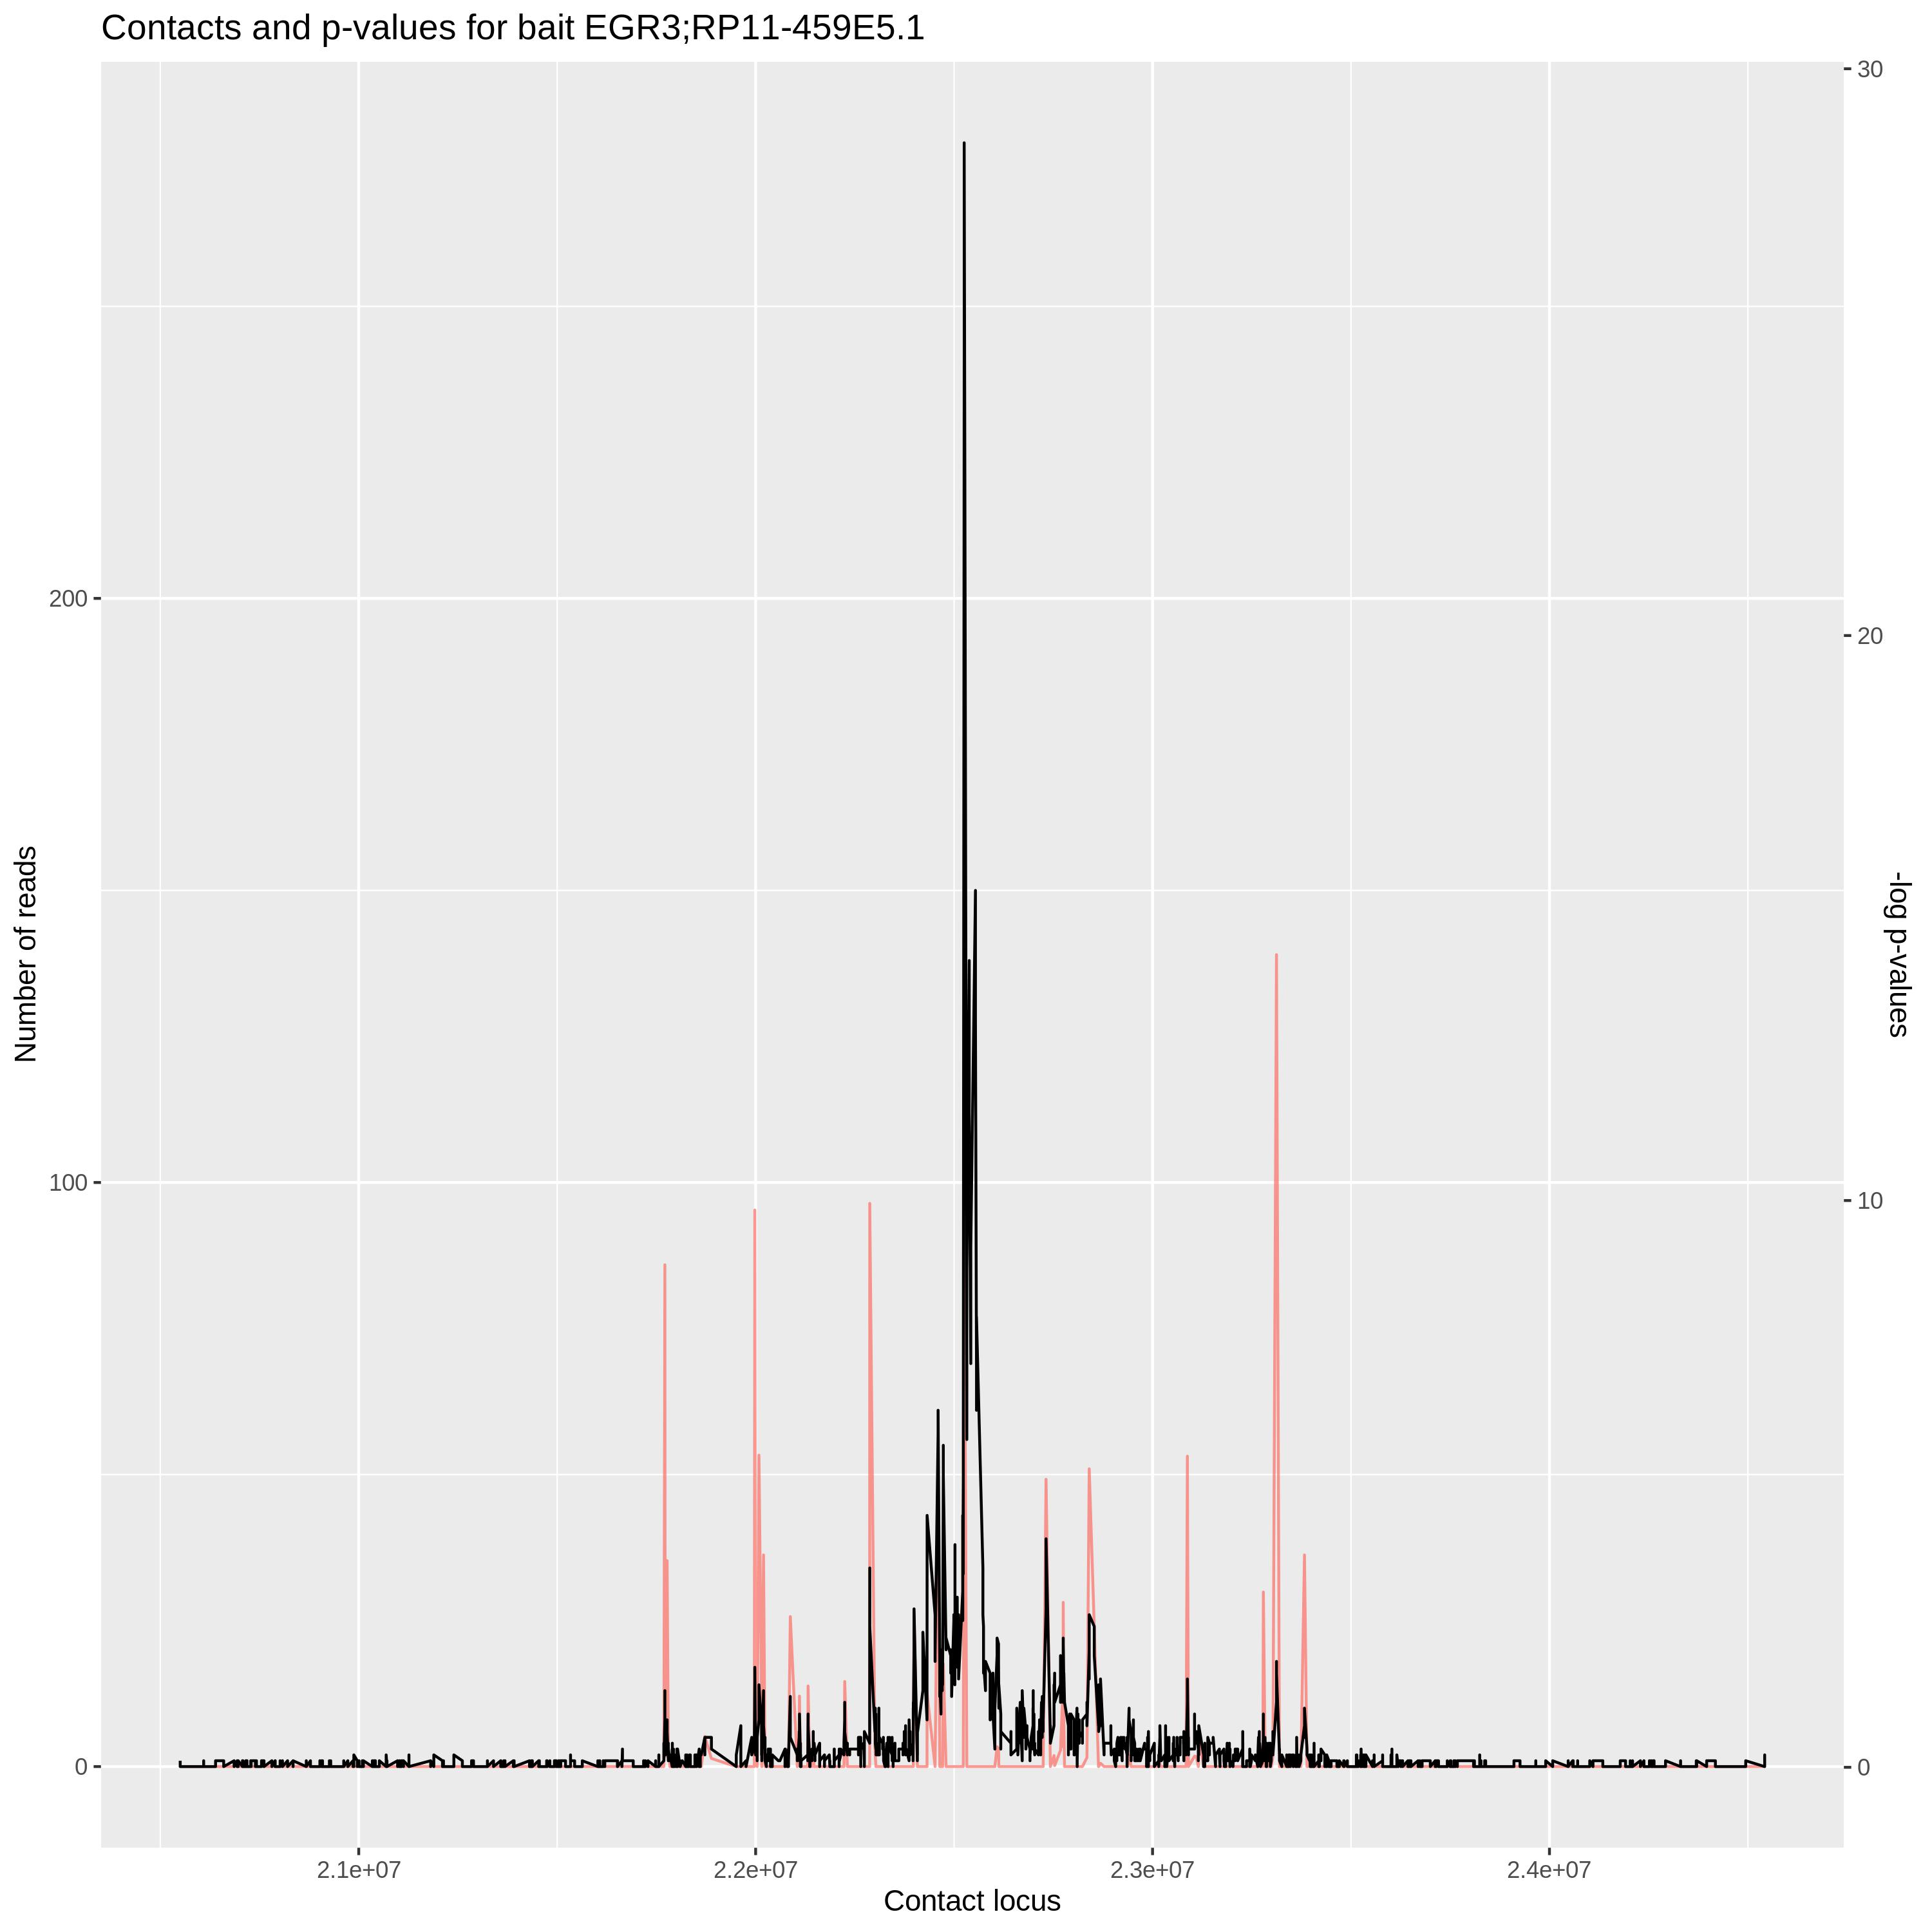 Contacts and p-values for bait EGR3;RP11-459E5.1
30
200
20
Number of reads
-log p-values
100
10
0
0
2.1e+07
2.2e+07
2.3e+07
2.4e+07
Contact locus